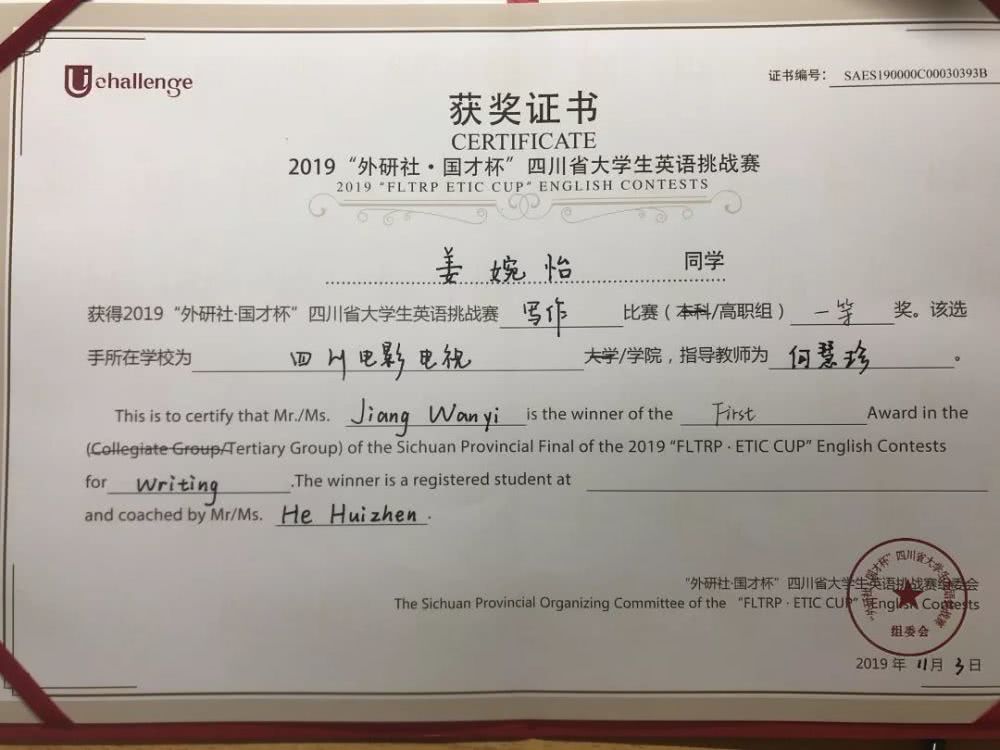 Uchallenge
证书编号: SAES190000C00030393B
获奖证书
CERTIFICATE
2019 “外研社·国才杯” 四川省大学生英语挑战赛
2019 "FLTRP ETIC CUP" ENGLISH CONTESTS
姜婉怡 同学
获得2019 “外研社·国才杯” 四川省大学生英语挑战赛 写作 比赛 (本科/高职组) 一等 奖。该选
手所在学校为 四川电影电视 大学/学院,指导教师为 何慧珍 。
This is to certify that Mr./Ms. Jiang Wanyi is the winner of the First Award in the
(Collegiate Group/Tertiary Group) of the Sichuan Provincial Final of the 2019 “FLTRP · ETIC CUP” English Contests
for writing .The winner is a registered student at
and coached by Mr/Ms. He Huizhen .
“外研社·国才杯” 四川省大学生英语挑战赛组委会
The Sichuan Provincial Organizing Committee of the “FLTRP · ETIC CUP” English Contests
“外研社·国才杯”四川省大学生英语挑战赛
组委会
2019 年 11 月 3 日